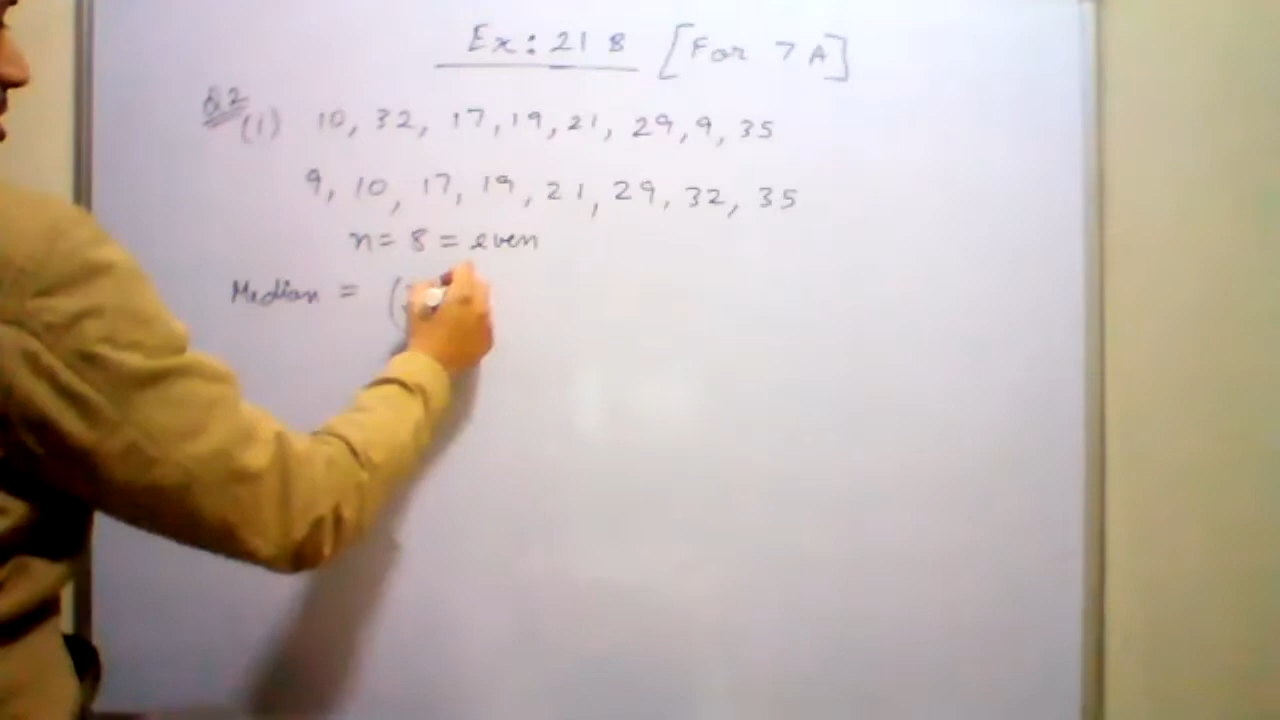 Ex: 21 B [For 7 A]
Q2
(1) 10, 32, 17, 19, 21, 29, 9, 35
9, 10, 17, 19, 21, 29, 32, 35
n = 8 = even
Median = (